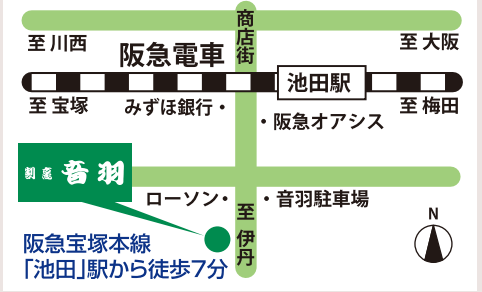 商店街
至 川西
至 大阪
阪急電車
池田駅
至 宝塚
みずほ銀行・
至 梅田
・阪急オアシス
割烹 音羽
ローソン・
・音羽駐車場
至 伊丹
N
阪急宝塚本線
「池田」駅から徒歩7分